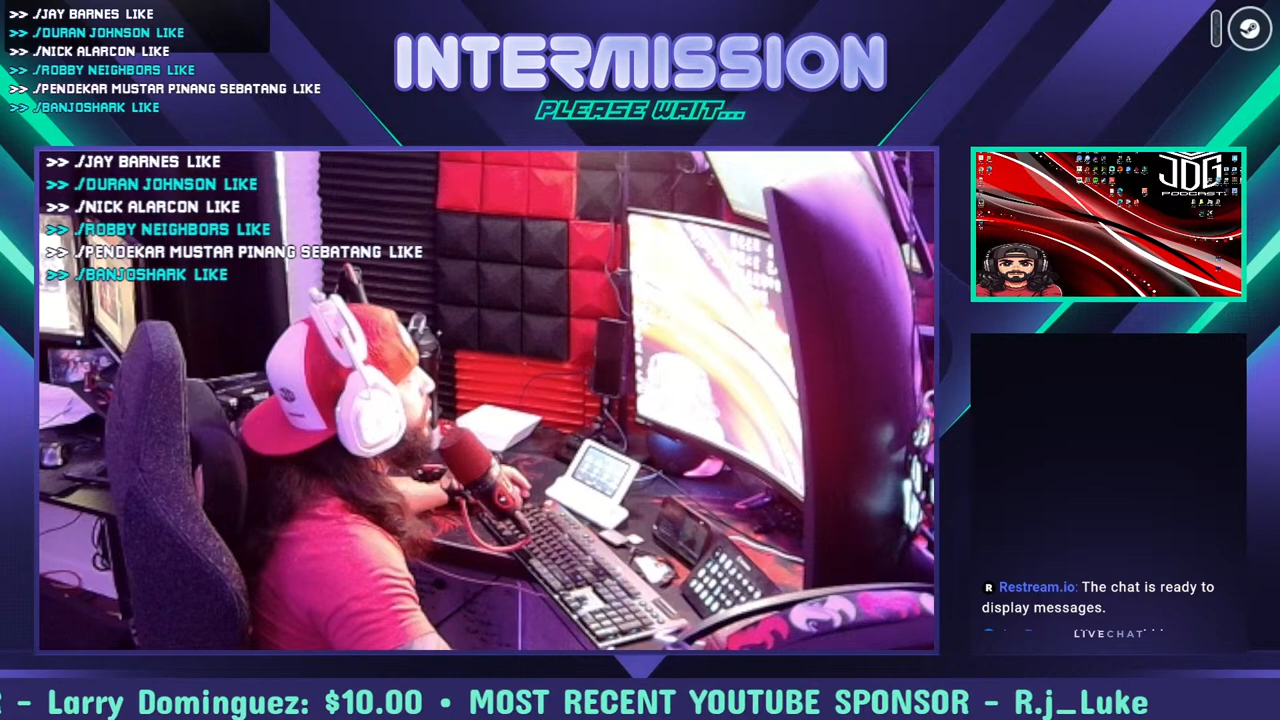 >> ./JAY BARNES LIKE
>> ./DURAN JOHNSON LIKE
>> ./NICK ALARCON LIKE
>> ./ROBBY NEIGHBORS LIKE
>> ./PENDEKAR MUSTAR PINANG SEBATANG LIKE
>> ./BANJOSHARK LIKE
INTERMISSION
PLEASE WAIT...
>> ./JAY BARNES LIKE
>> ./DURAN JOHNSON LIKE
>> ./NICK ALARCON LIKE
>> ./ROBBY NEIGHBORS LIKE
>> ./PENDEKAR MUSTAR PINANG SEBATANG LIKE
>> ./BANJOSHARK LIKE
JDG
PODCAST
R Restream.io: The chat is ready to
display messages.
LIVECHAT
- Larry Dominguez: $10.00 • MOST RECENT YOUTUBE SPONSOR - R.j_Luke